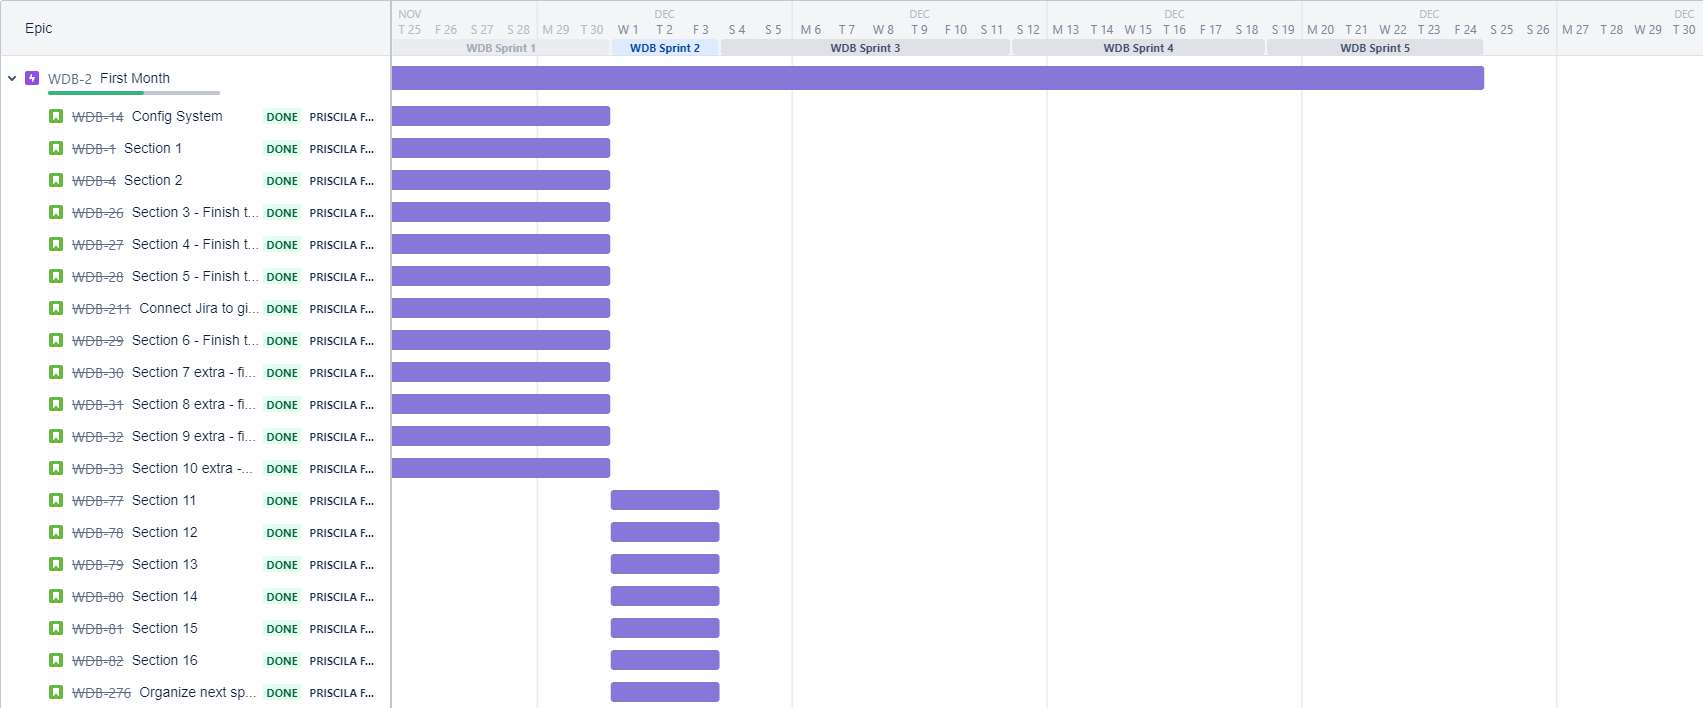 Epic
NOV DEC DEC DEC DEC DEC
T 25 F 26 S 27 S 28 M 29 T 30 W 1 T 2 F 3 S 4 S 5 M 6 T 7 W 8 T 9 F 10 S 11 S 12 M 13 T 14 W 15 T 16 F 17 S 18 S 19 M 20 T 21 W 22 T 23 F 24 S 25 S 26 M 27 T 28 W 29 T 30
WDB Sprint 1 WDB Sprint 2 WDB Sprint 3 WDB Sprint 4 WDB Sprint 5
WDB-2 First Month
WDB-14 Config System DONE PRISCILA F...
WDB-1 Section 1 DONE PRISCILA F...
WDB-4 Section 2 DONE PRISCILA F...
WDB-26 Section 3 - Finish t... DONE PRISCILA F...
WDB-27 Section 4 - Finish t... DONE PRISCILA F...
WDB-28 Section 5 - Finish t... DONE PRISCILA F...
WDB-211 Connect Jira to gi... DONE PRISCILA F...
WDB-29 Section 6 - Finish t... DONE PRISCILA F...
WDB-30 Section 7 extra - fi... DONE PRISCILA F...
WDB-31 Section 8 extra - fi... DONE PRISCILA F...
WDB-32 Section 9 extra - fi... DONE PRISCILA F...
WDB-33 Section 10 extra -... DONE PRISCILA F...
WDB-77 Section 11 DONE PRISCILA F...
WDB-78 Section 12 DONE PRISCILA F...
WDB-79 Section 13 DONE PRISCILA F...
WDB-80 Section 14 DONE PRISCILA F...
WDB-81 Section 15 DONE PRISCILA F...
WDB-82 Section 16 DONE PRISCILA F...
WDB-276 Organize next sp... DONE PRISCILA F...